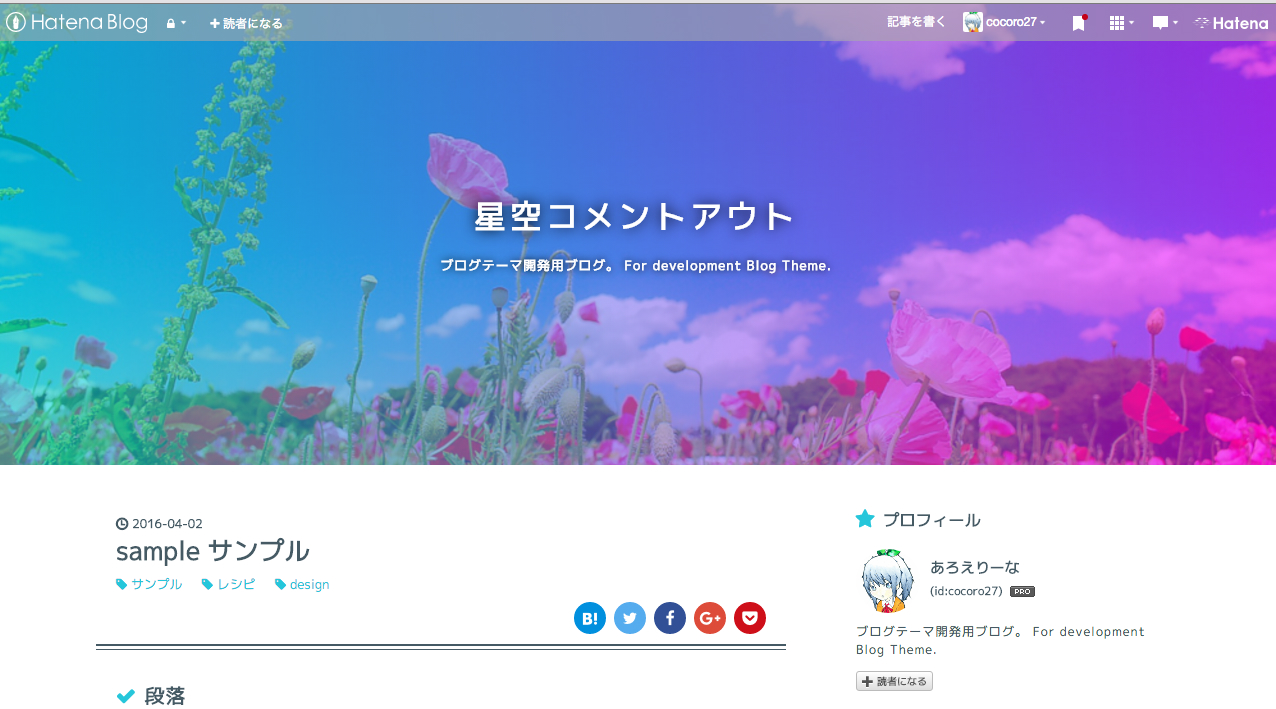 Hatena Blog 読者になる 記事を書く cocoro27 Hatena
星空コメントアウト
ブログテーマ開発用ブログ。 For development Blog Theme.
2016-04-02
sample サンプル
サンプル レシピ design
B! f G+
段落
プロフィール
あろえりーな
(id:cocoro27) PRO
ブログテーマ開発用ブログ。 For development
Blog Theme.
読者になる